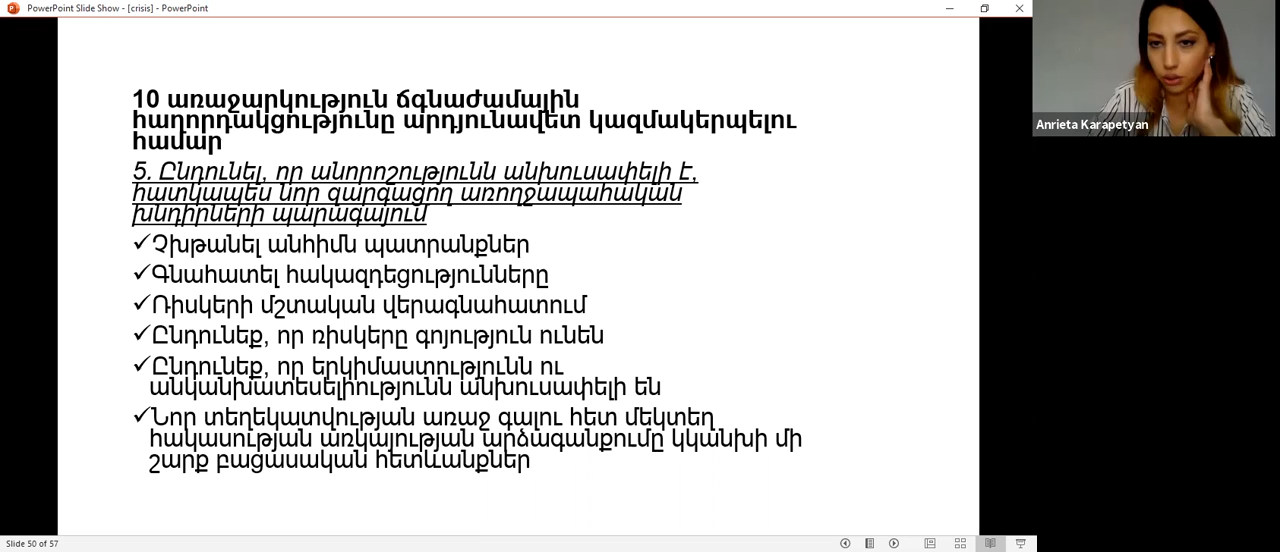 PowerPoint Slide Show - [crisis] - PowerPoint
Anrieta Karapetyan
10 առաջարկություն ճգնաժամային
հաղորդակցությունը արդյունավետ կազմակերպելու
համար
5. Ընդունել, որ անորոշությունն անխուսափելի է,
հատկապես նոր զարգացող առողջապահական
խնդիրների պարագայում
✓Չխթանել անհիմն պատրանքներ
✓Գնահատել հակազդեցությունները
✓Ռիսկերի մշտական վերագնահատում
✓Ընդունեք, որ ռիսկերը գոյություն ունեն
✓Ընդունեք, որ երկիմաստությունն ու
անկանխատեսելիությունն անխուսափելի են
✓Նոր տեղեկատվության առաջ գալու հետ մեկտեղ
հակասության առկայության արձագանքումը կկանխի մի
շարք բացասական հետևանքներ
Slide 50 of 57